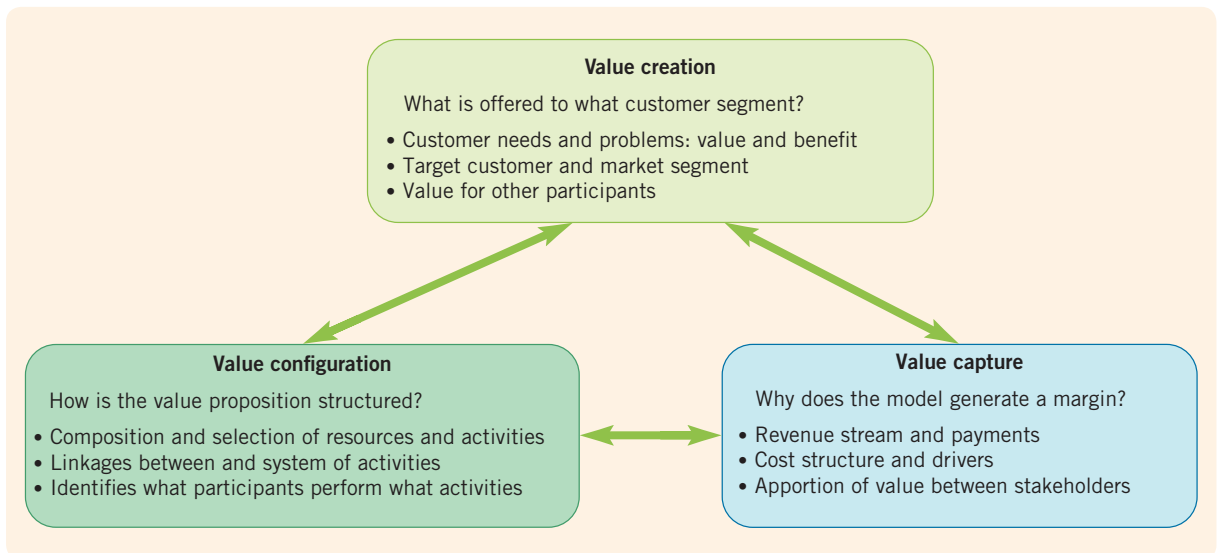 Value creation
What is offered to what customer segment?
• Customer needs and problems: value and benefit
• Target customer and market segment
• Value for other participants
Value configuration
How is the value proposition structured?
• Composition and selection of resources and activities
• Linkages between and system of activities
• Identifies what participants perform what activities
Value capture
Why does the model generate a margin?
• Revenue stream and payments
• Cost structure and drivers
• Apportion of value between stakeholders